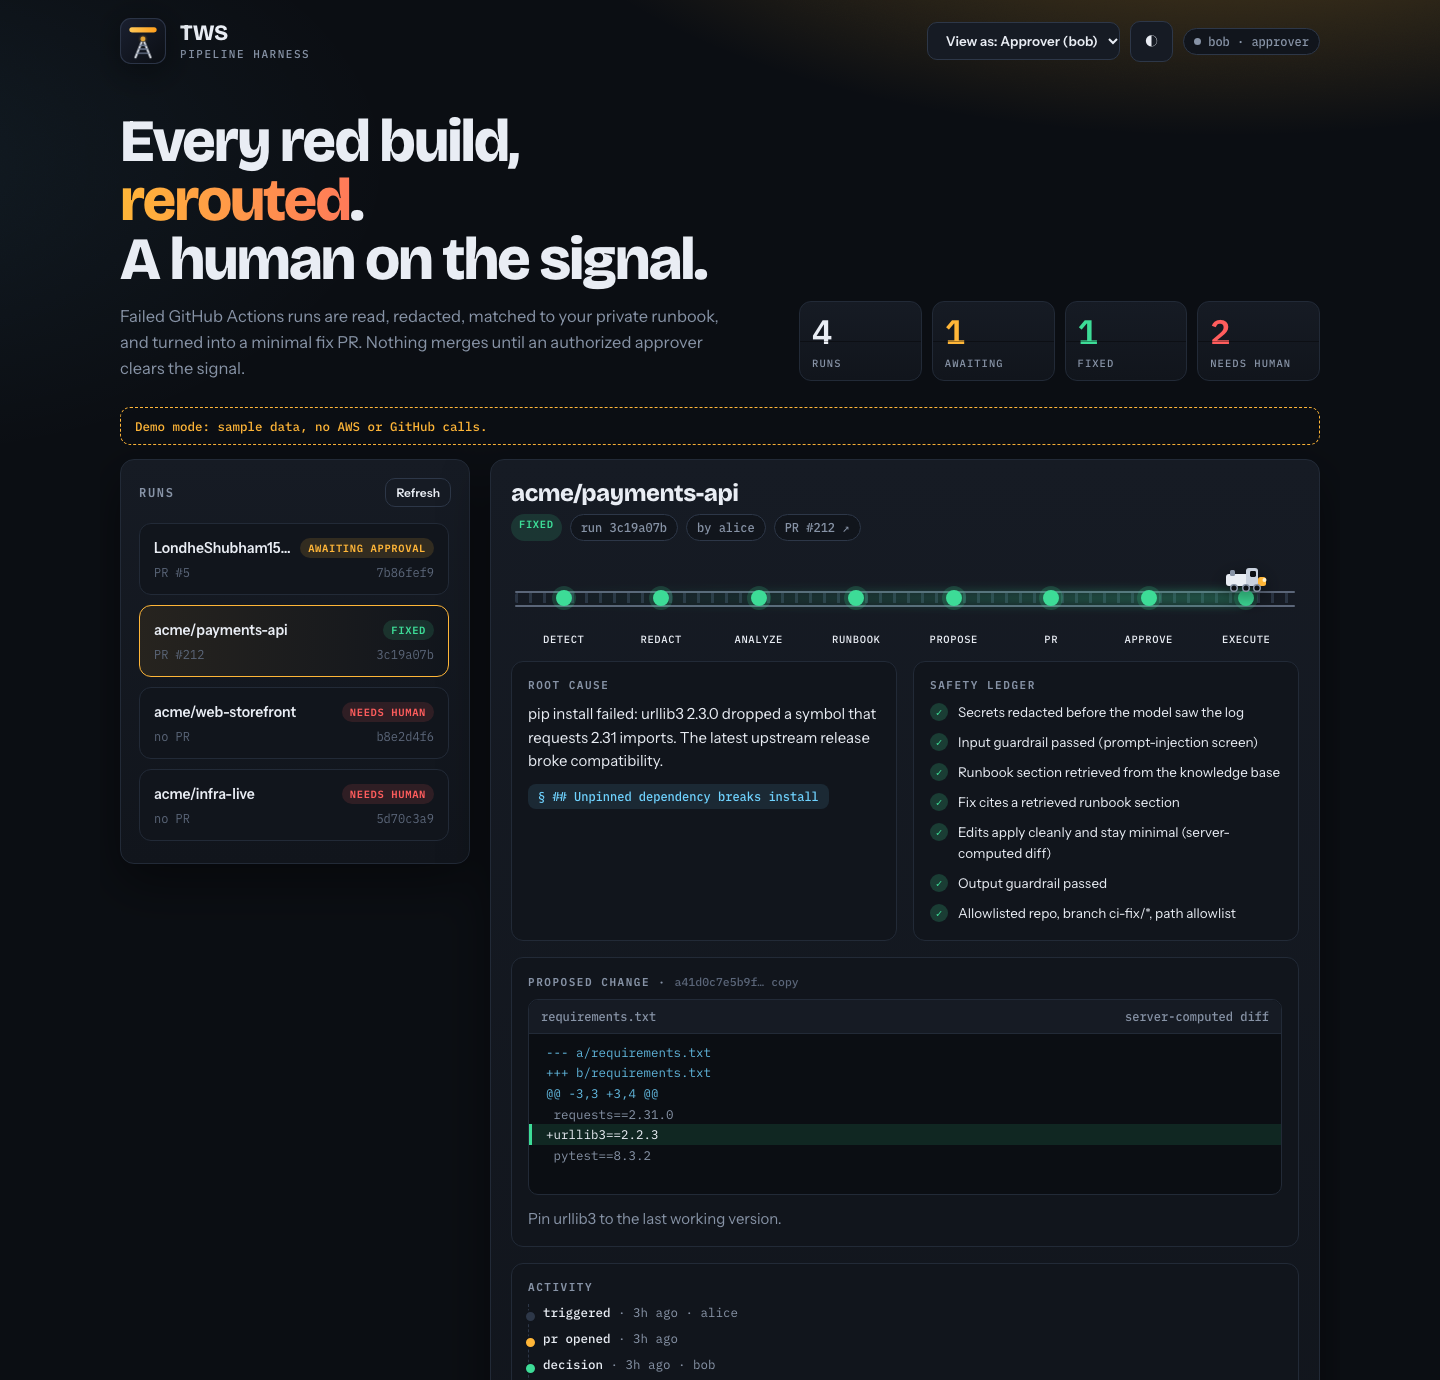 TWS
PIPELINE HARNESS
View as: Approver (bob)
bob · approver
Every red build,
rerouted.
A human on the signal.
Failed GitHub Actions runs are read, redacted, matched to your private runbook,
and turned into a minimal fix PR. Nothing merges until an authorized approver
clears the signal.
4
RUNS
1
AWAITING
1
FIXED
2
NEEDS HUMAN
Demo mode: sample data, no AWS or GitHub calls.
RUNS
Refresh
LondheShubham15… AWAITING APPROVAL
PR #5 7b86fef9
acme/payments-api FIXED
PR #212 3c19a07b
acme/web-storefront NEEDS HUMAN
no PR b8e2d4f6
acme/infra-live NEEDS HUMAN
no PR 5d70c3a9
acme/payments-api
FIXED run 3c19a07b by alice PR #212 ↗
DETECT REDACT ANALYZE RUNBOOK PROPOSE PR APPROVE EXECUTE
ROOT CAUSE
pip install failed: urllib3 2.3.0 dropped a symbol that
requests 2.31 imports. The latest upstream release
broke compatibility.
§ ## Unpinned dependency breaks install
SAFETY LEDGER
✓ Secrets redacted before the model saw the log
✓ Input guardrail passed (prompt-injection screen)
✓ Runbook section retrieved from the knowledge base
✓ Fix cites a retrieved runbook section
✓ Edits apply cleanly and stay minimal (server-
computed diff)
✓ Output guardrail passed
✓ Allowlisted repo, branch ci-fix/*, path allowlist
PROPOSED CHANGE · a41d0c7e5b9f… copy
requirements.txt server-computed diff
--- a/requirements.txt
+++ b/requirements.txt
@@ -3,3 +3,4 @@
requests==2.31.0
+urllib3==2.2.3
pytest==8.3.2
Pin urllib3 to the last working version.
ACTIVITY
triggered · 3h ago · alice
pr opened · 3h ago
decision · 3h ago · bob